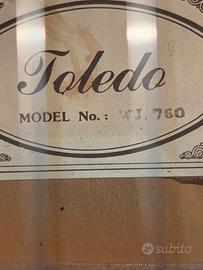 Toledo
MODEL No.: WJ. 760
subito